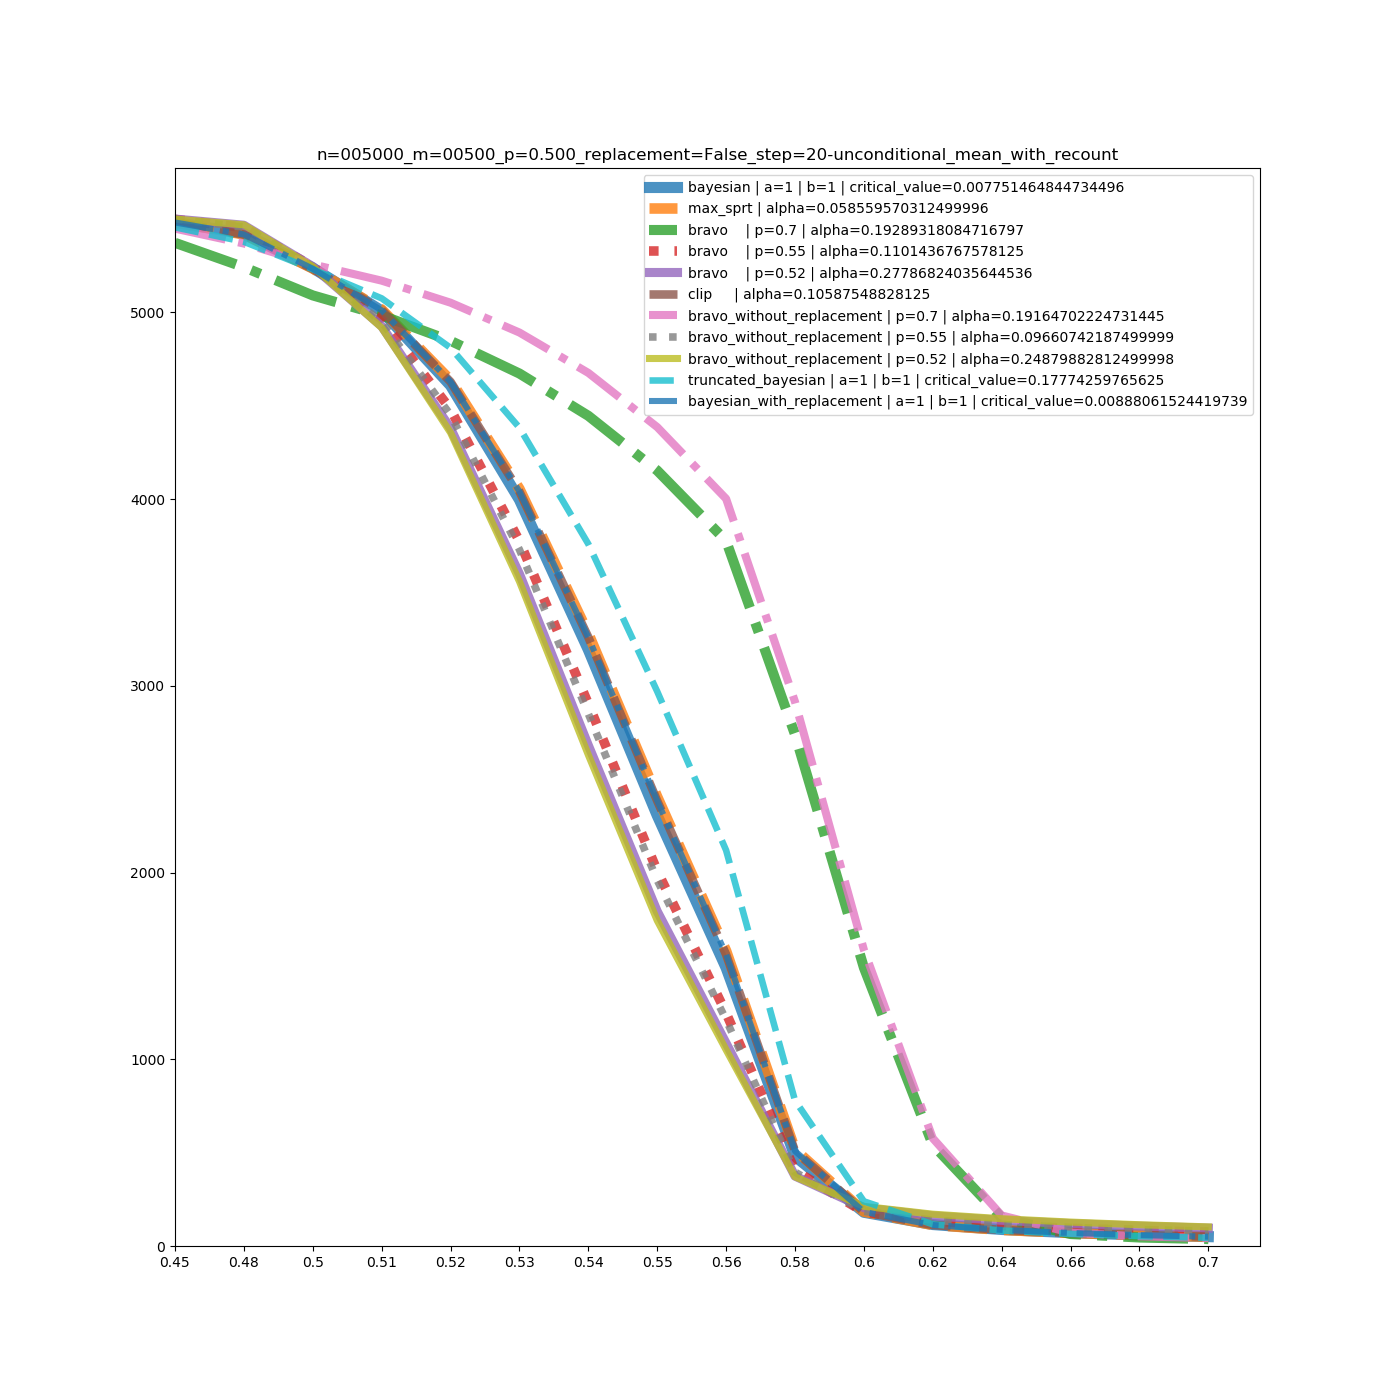 n=005000_m=00500_p=0.500_replacement=False_step=20-unconditional_mean_with_recount
bayesian | a=1 | b=1 | critical_value=0.007751464844734496
max_sprt | alpha=0.058559570312499996
bravo    | p=0.7 | alpha=0.19289318084716797
bravo    | p=0.55 | alpha=0.1101436767578125
bravo    | p=0.52 | alpha=0.27786824035644536
clip     | alpha=0.10587548828125
bravo_without_replacement | p=0.7 | alpha=0.19164702224731445
bravo_without_replacement | p=0.55 | alpha=0.09660742187499999
bravo_without_replacement | p=0.52 | alpha=0.24879882812499998
truncated_bayesian | a=1 | b=1 | critical_value=0.17774259765625
bayesian_with_replacement | a=1 | b=1 | critical_value=0.00888061524419739
5000
4000
3000
2000
1000
0
0.45 0.48 0.5 0.51 0.52 0.53 0.54 0.55 0.56 0.58 0.6 0.62 0.64 0.66 0.68 0.7